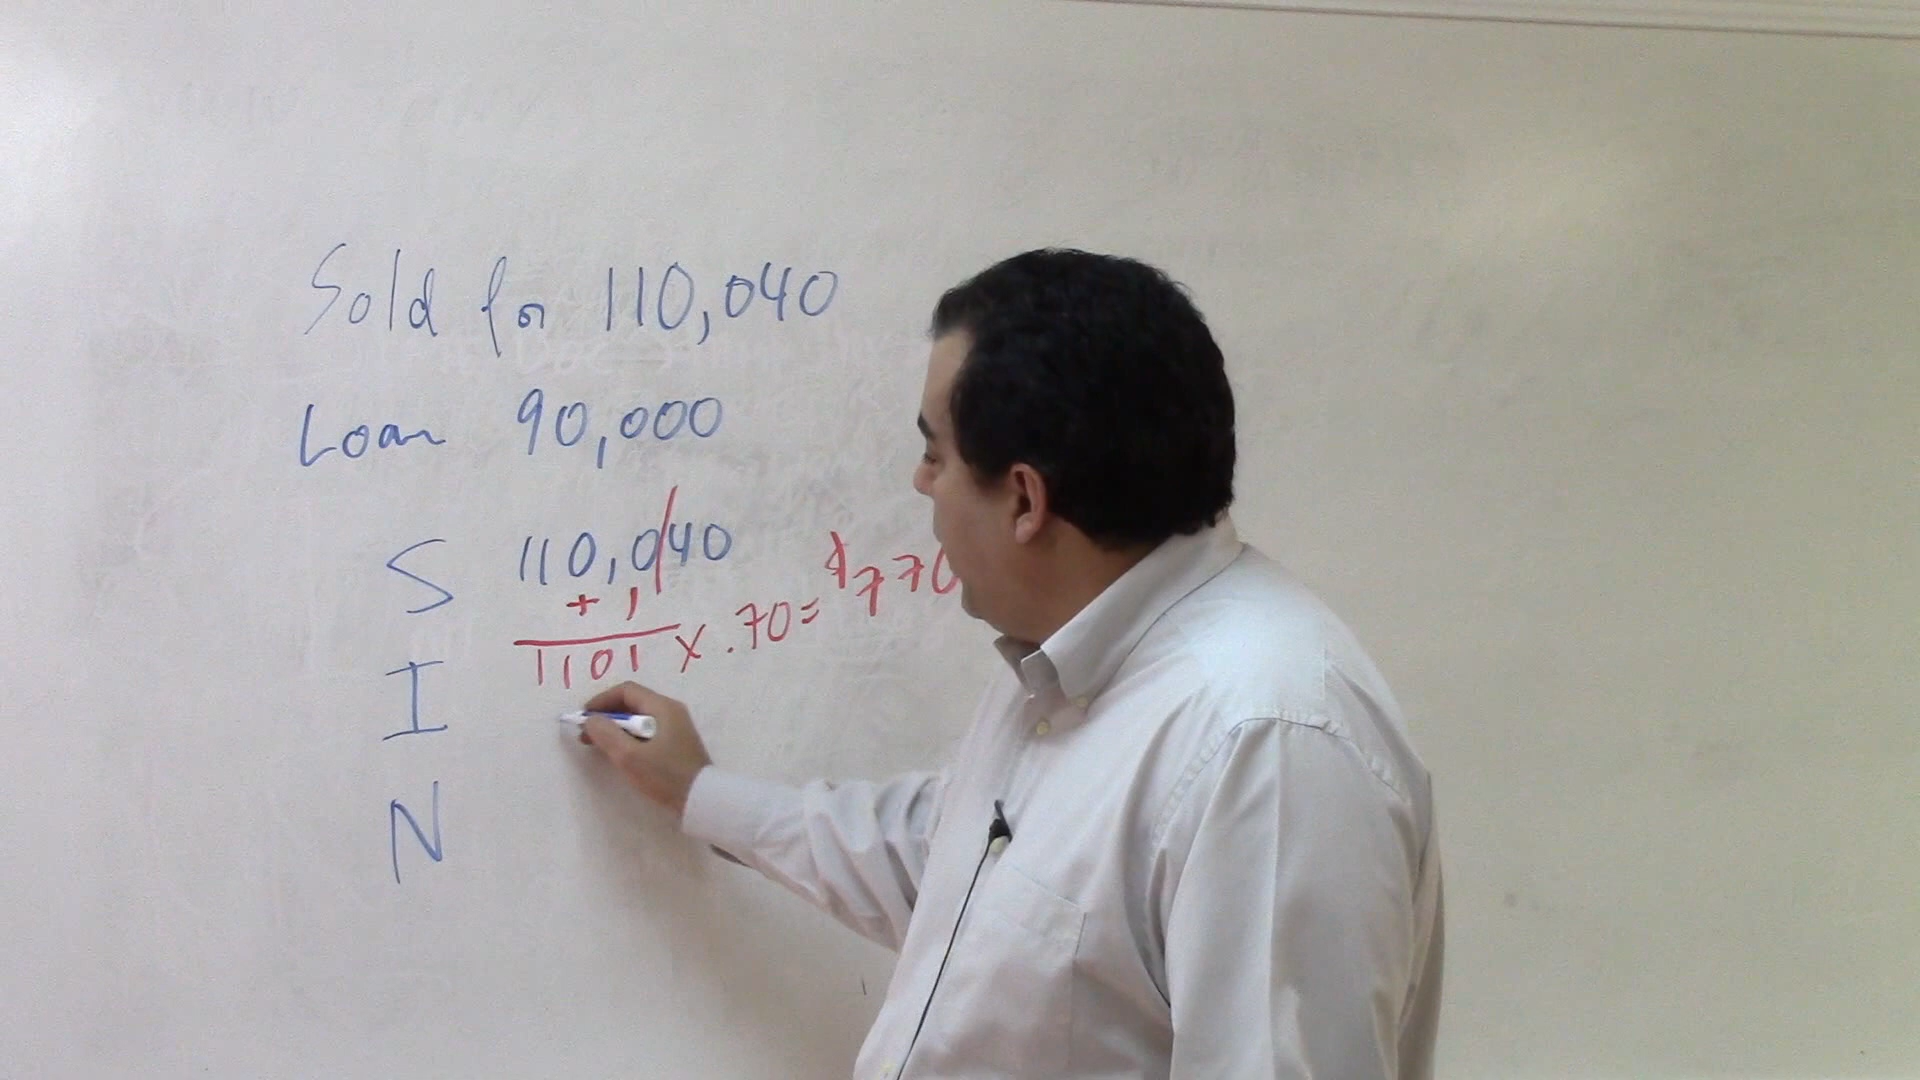 Sold for 110,040
Loan 90,000
S 110,040
+ 1
1101 x .70 = $770
I
N